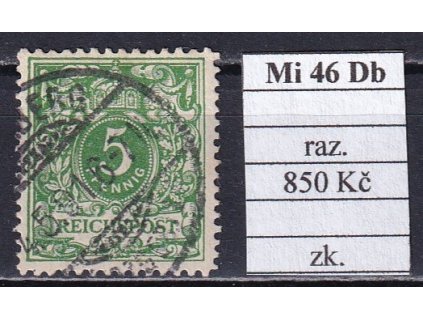 5
PFENNIG
REICHSPOST
Mi 46 Db
raz.
850 Kč
zk.